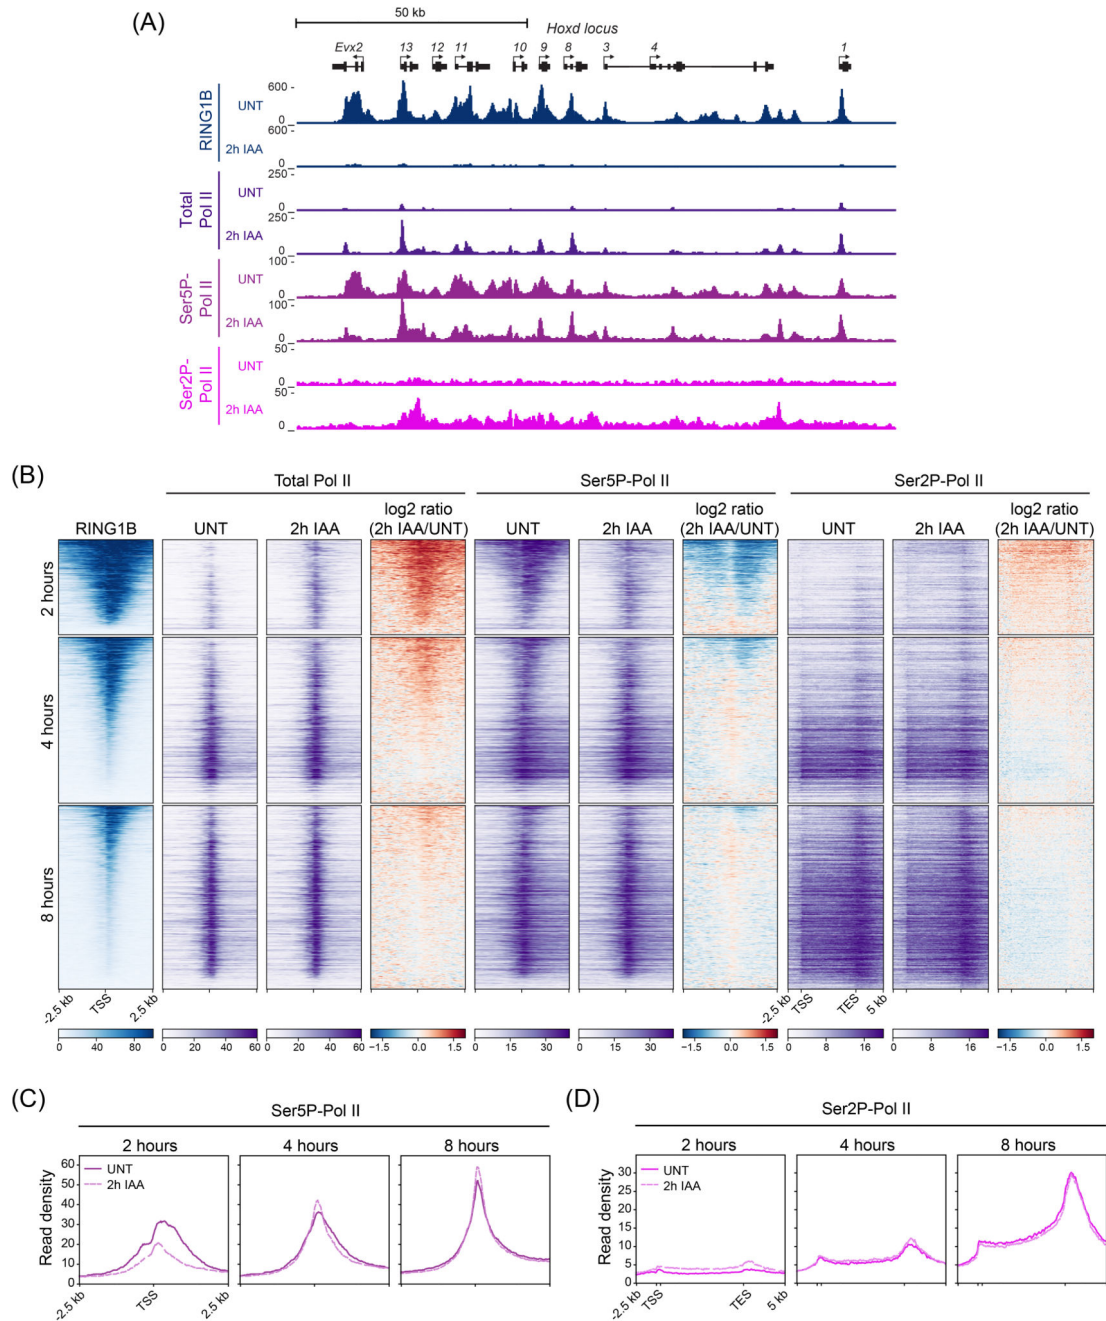 (A)
50 kb
Hoxd locus
Evx2 13 12 11 10 9 8 3 4 1
RING1B
UNT
600
0
2h IAA
600
0
Total Pol II
UNT
250
0
2h IAA
250
0
Ser5P-Pol II
UNT
100
0
2h IAA
100
0
Ser2P-Pol II
UNT
50
0
2h IAA
50
0
(B)
Total Pol II Ser5P-Pol II Ser2P-Pol II
RING1B UNT 2h IAA log2 ratio (2h IAA/UNT) UNT 2h IAA log2 ratio (2h IAA/UNT) UNT 2h IAA log2 ratio (2h IAA/UNT)
2 hours
4 hours
8 hours
-2.5 kb TSS 2.5 kb -2.5 kb TSS TES 5 kb
0 40 80 0 20 40 60 0 20 40 60 −1.5 0.0 1.5 0 15 30 0 15 30 −1.5 0.0 1.5 0 8 16 0 8 16 −1.5 0.0 1.5
(C)
Ser5P-Pol II
2 hours 4 hours 8 hours
UNT
2h IAA
Read density
60
50
40
30
20
10
0
-2.5 kb TSS 2.5 kb
(D)
Ser2P-Pol II
2 hours 4 hours 8 hours
UNT
2h IAA
Read density
30
25
20
15
10
5
0
-2.5 kb TSS TES 5 kb